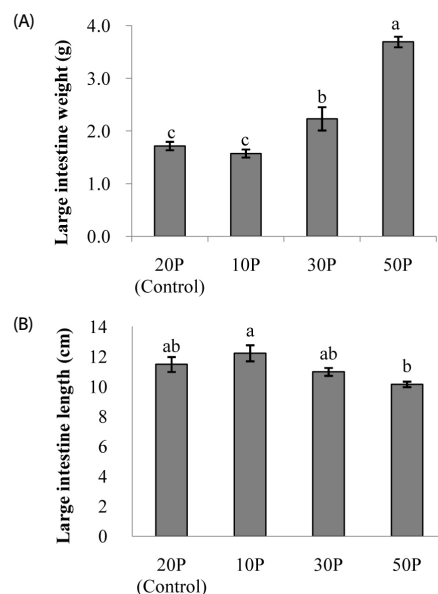 (A)
Large intestine weight (g)
4.0
3.0
2.0
1.0
0.0
c
c
b
a
20P
(Control)
10P
30P
50P
(B)
Large intestine length (cm)
14
12
10
8
6
4
2
0
ab
a
ab
b
20P
(Control)
10P
30P
50P